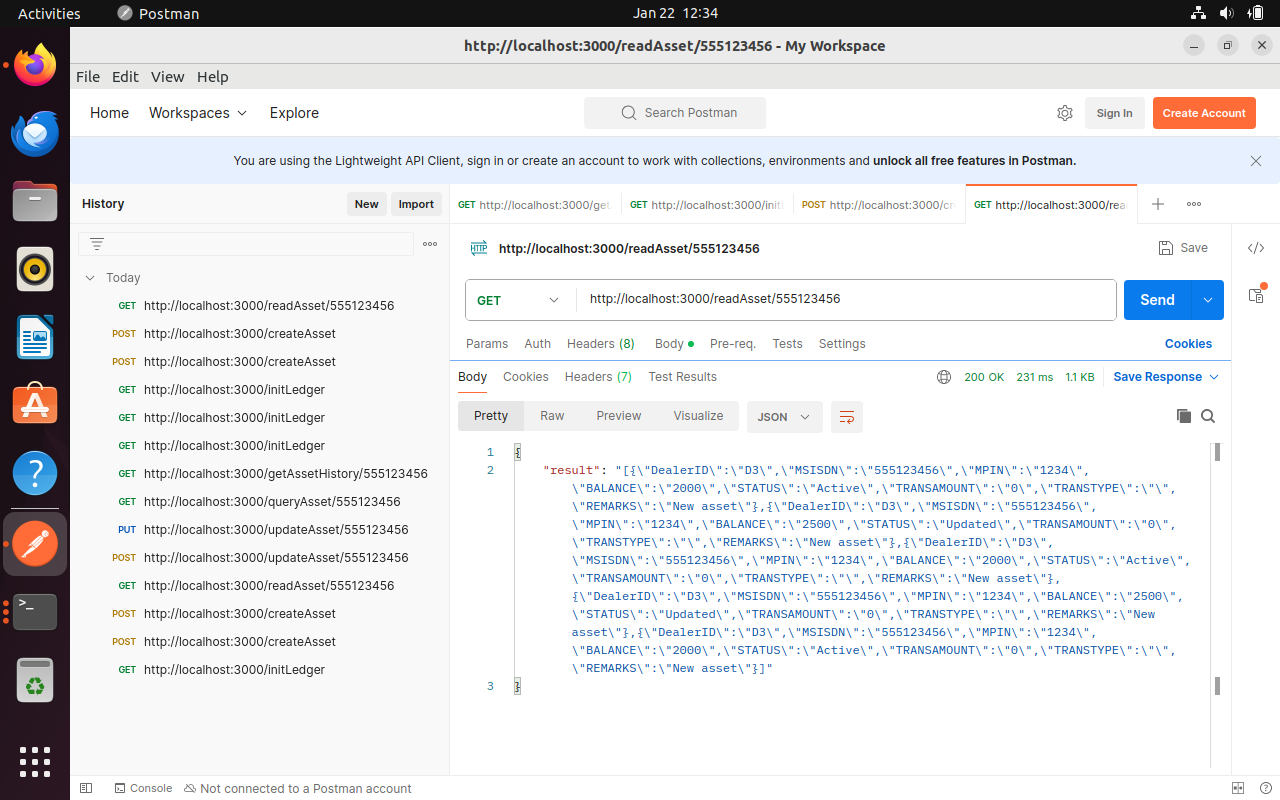 Activities Postman Jan 22 12:34
http://localhost:3000/readAsset/555123456 - My Workspace
File Edit View Help
Home Workspaces Explore Search Postman Sign In Create Account
You are using the Lightweight API Client, sign in or create an account to work with collections, environments and unlock all free features in Postman.
History New Import
GET http://localhost:3000/get GET http://localhost:3000/initl POST http://localhost:3000/cre GET http://localhost:3000/rea
Today
GET http://localhost:3000/readAsset/555123456
POST http://localhost:3000/createAsset
POST http://localhost:3000/createAsset
GET http://localhost:3000/initLedger
GET http://localhost:3000/initLedger
GET http://localhost:3000/initLedger
GET http://localhost:3000/getAssetHistory/555123456
GET http://localhost:3000/queryAsset/555123456
PUT http://localhost:3000/updateAsset/555123456
POST http://localhost:3000/updateAsset/555123456
GET http://localhost:3000/readAsset/555123456
POST http://localhost:3000/createAsset
POST http://localhost:3000/createAsset
GET http://localhost:3000/initLedger
HTTP http://localhost:3000/readAsset/555123456 Save
GET http://localhost:3000/readAsset/555123456 Send
Params Auth Headers (8) Body Pre-req. Tests Settings Cookies
Body Cookies Headers (7) Test Results 200 OK 231 ms 1.1 KB Save Response
Pretty Raw Preview Visualize JSON
1 {
2 "result": "[{\"DealerID\":\"D3\",\"MSISDN\":\"555123456\",\"MPIN\":\"1234\",
\"BALANCE\":\"2000\",\"STATUS\":\"Active\",\"TRANSAMOUNT\":\"0\",\"TRANSTYPE\":\"\",
\"REMARKS\":\"New asset\"},{\"DealerID\":\"D3\",\"MSISDN\":\"555123456\",
\"MPIN\":\"1234\",\"BALANCE\":\"2500\",\"STATUS\":\"Updated\",\"TRANSAMOUNT\":\"0\",
\"TRANSTYPE\":\"\",\"REMARKS\":\"New asset\"},{\"DealerID\":\"D3\",
\"MSISDN\":\"555123456\",\"MPIN\":\"1234\",\"BALANCE\":\"2000\",\"STATUS\":\"Active\",
\"TRANSAMOUNT\":\"0\",\"TRANSTYPE\":\"\",\"REMARKS\":\"New asset\"},
{\"DealerID\":\"D3\",\"MSISDN\":\"555123456\",\"MPIN\":\"1234\",\"BALANCE\":\"2500\",
\"STATUS\":\"Updated\",\"TRANSAMOUNT\":\"0\",\"TRANSTYPE\":\"\",\"REMARKS\":\"New
asset\"},{\"DealerID\":\"D3\",\"MSISDN\":\"555123456\",\"MPIN\":\"1234\",
\"BALANCE\":\"2000\",\"STATUS\":\"Active\",\"TRANSAMOUNT\":\"0\",\"TRANSTYPE\":\"\",
\"REMARKS\":\"New asset\"}]"
3 }
Console Not connected to a Postman account